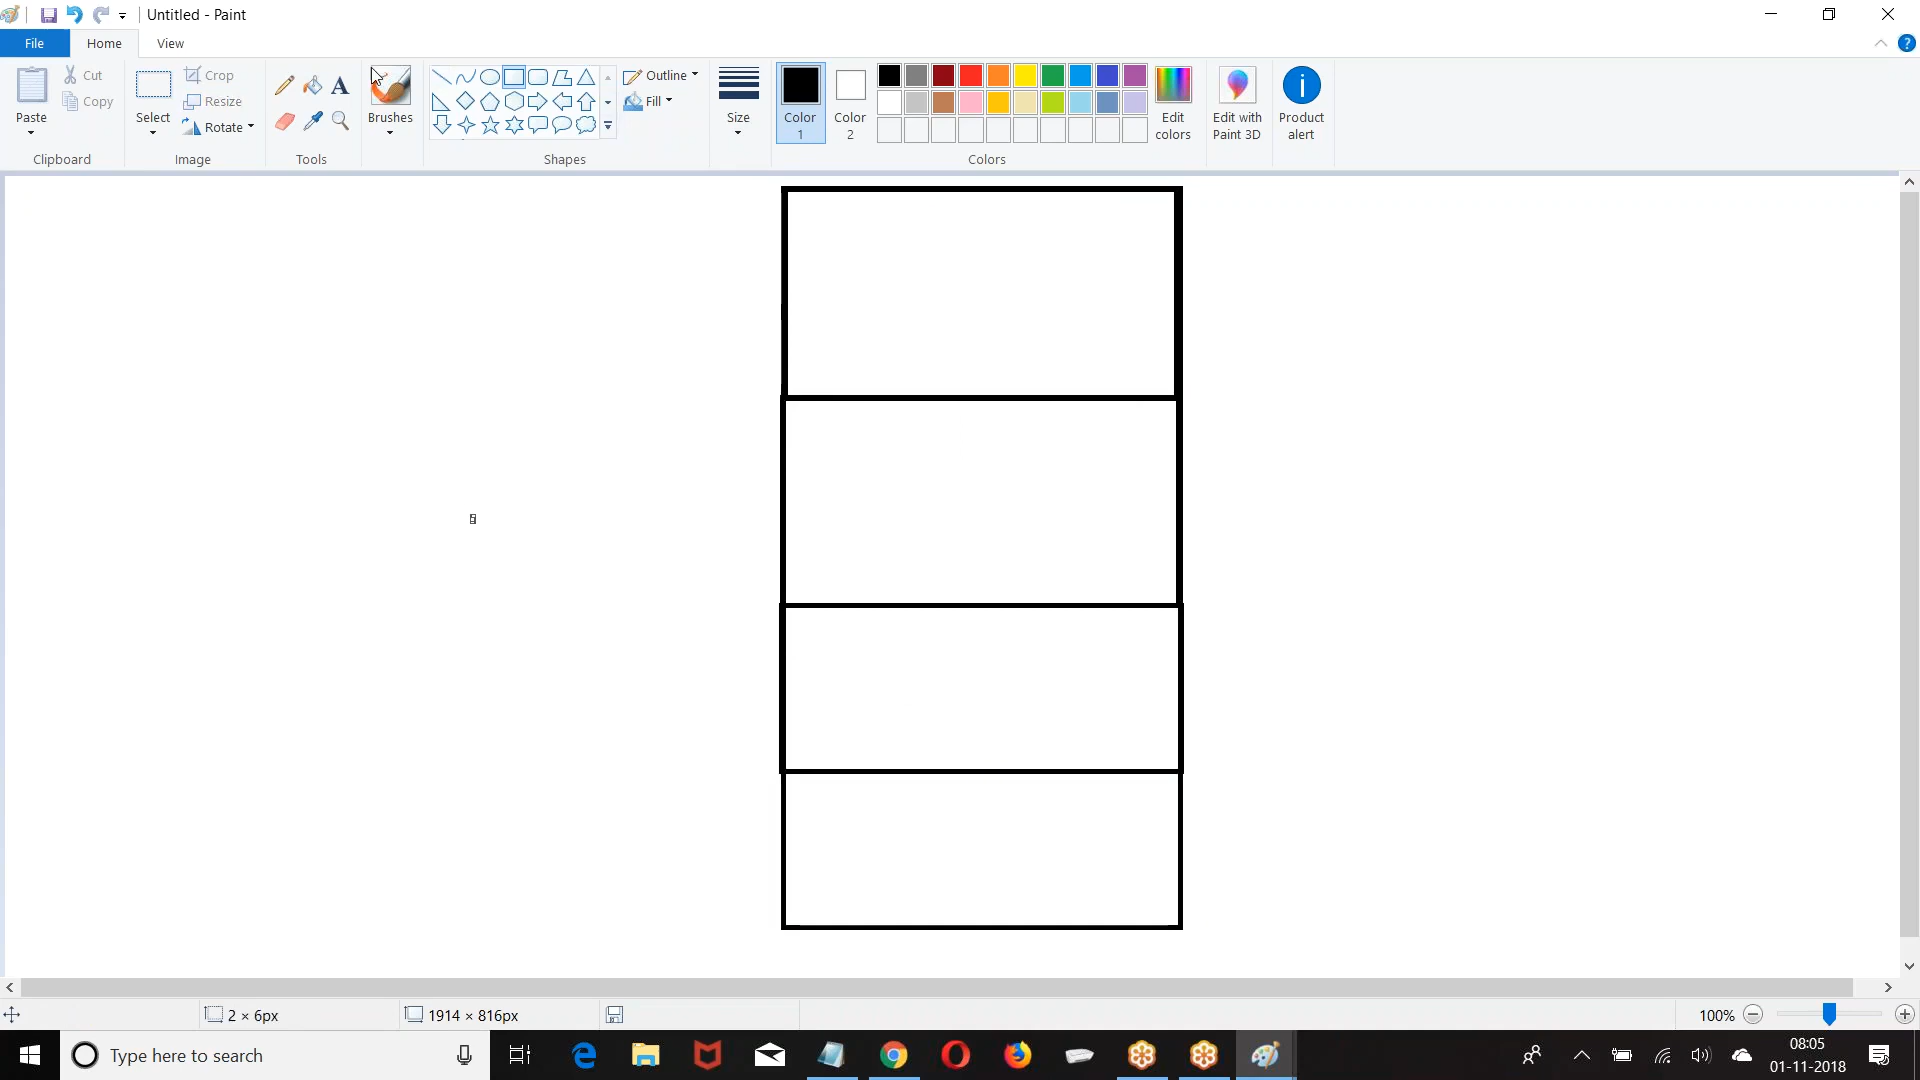 Untitled - Paint
File
Home
View
Paste
Cut
Copy
Clipboard
Select
Crop
Resize
Rotate
Image
Tools
Brushes
Outline
Fill
Shapes
Size
Color
1
Color
2
Edit
colors
Colors
Edit with
Paint 3D
Product
alert
2 × 6px
1914 × 816px
100%
Type here to search
08:05
01-11-2018